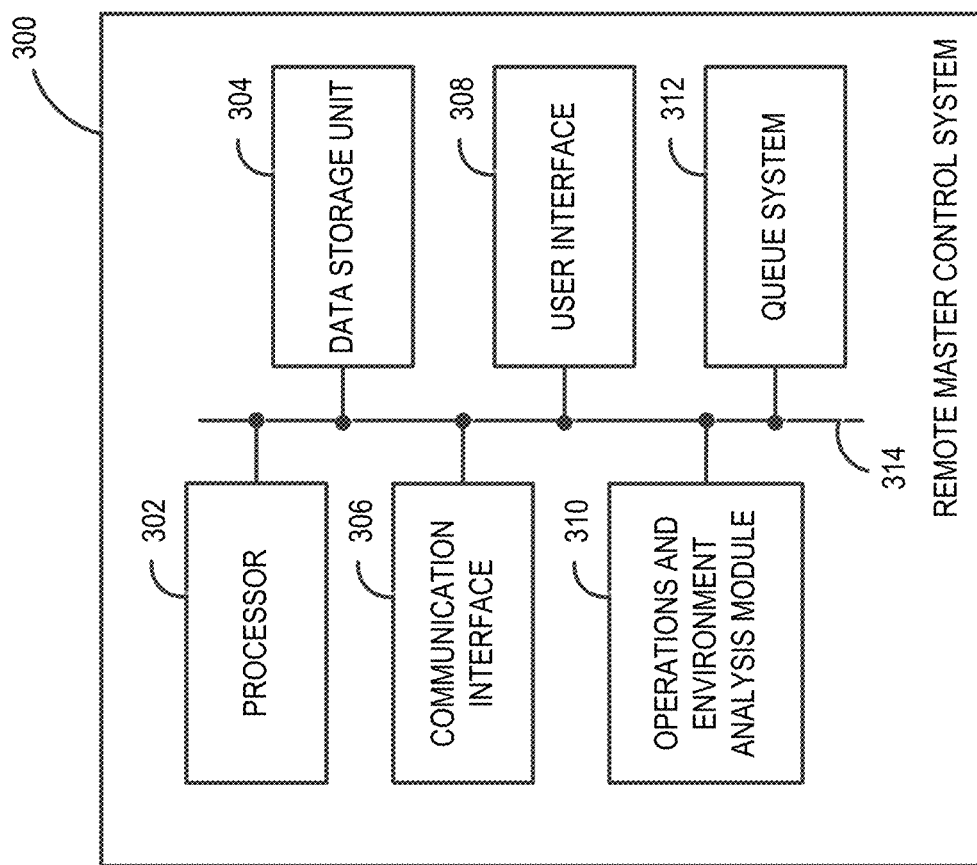 300
302
PROCESSOR
304
DATA STORAGE UNIT
306
COMMUNICATION
INTERFACE
308
USER INTERFACE
310
OPERATIONS AND
ENVIRONMENT
ANALYSIS MODULE
312
QUEUE SYSTEM
314
REMOTE MASTER CONTROL SYSTEM